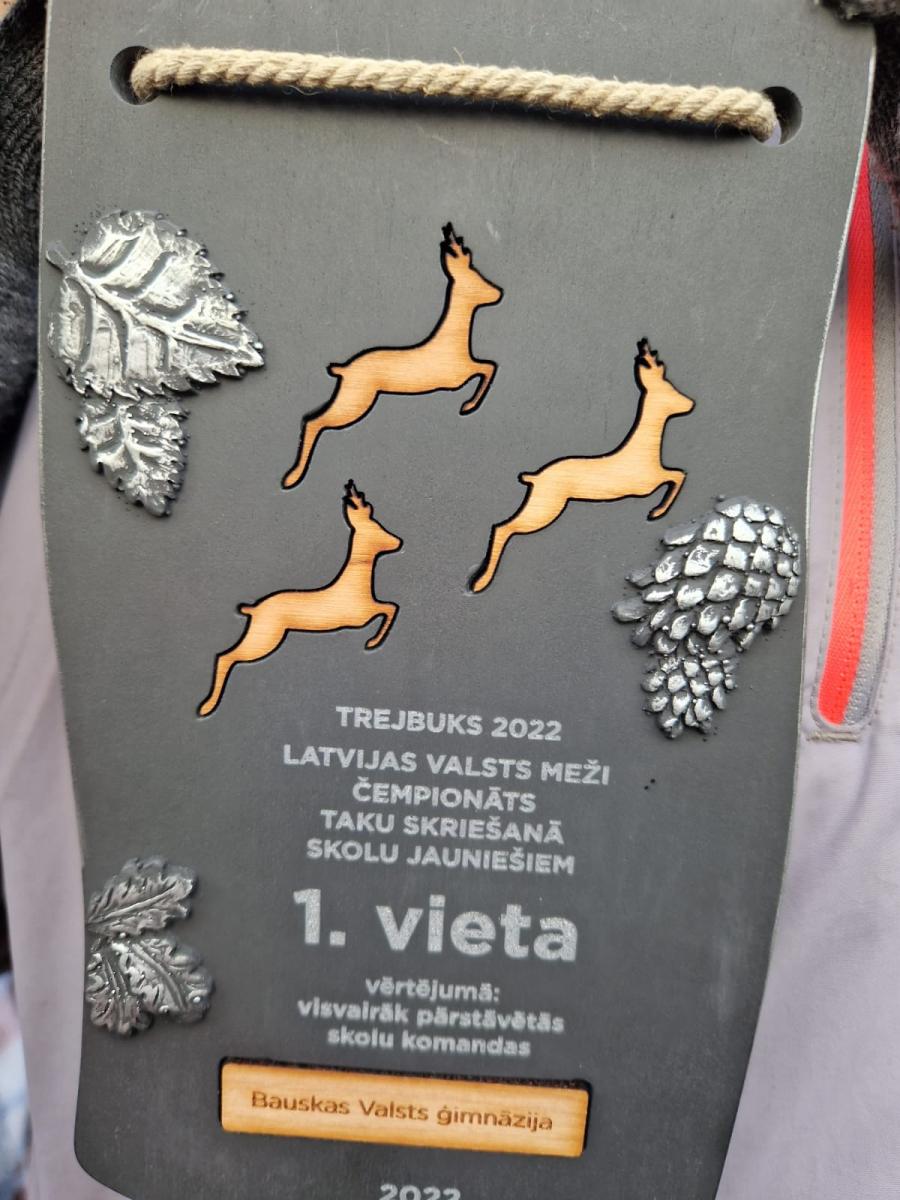 TREJBUKS 2022
LATVIJAS VALSTS MEŽI
ČEMPIONĀTS
TAKU SKRIEŠANĀ
SKOLU JAUNIEŠIEM
1. vieta
vērtējumā:
visvairāk pārstāvētās
skolu komandas
Bauskas Valsts ģimnāzija
2022